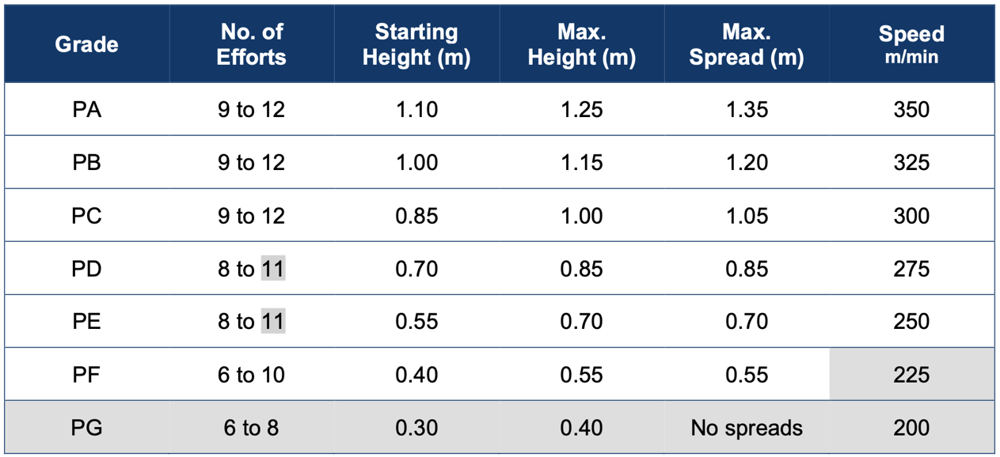 Grade No. of Efforts Starting Height (m) Max. Height (m) Max. Spread (m) Speed m/min
PA 9 to 12 1.10 1.25 1.35 350
PB 9 to 12 1.00 1.15 1.20 325
PC 9 to 12 0.85 1.00 1.05 300
PD 8 to 11 0.70 0.85 0.85 275
PE 8 to 11 0.55 0.70 0.70 250
PF 6 to 10 0.40 0.55 0.55 225
PG 6 to 8 0.30 0.40 No spreads 200